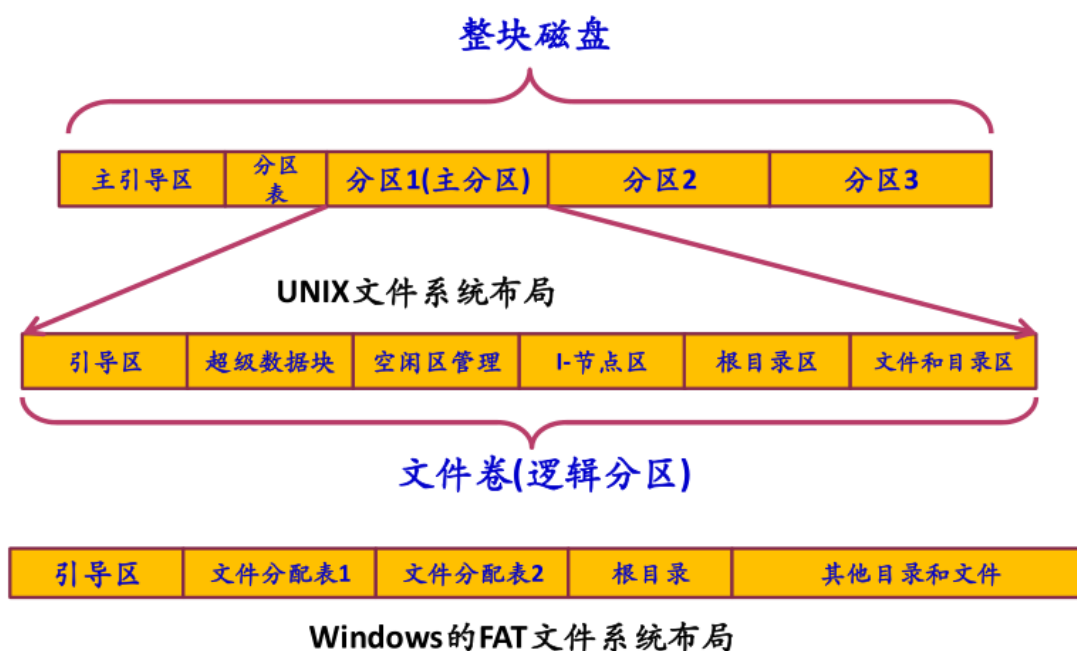 整块磁盘
主引导区 分区表 分区1(主分区) 分区2 分区3
UNIX文件系统布局
引导区 超级数据块 空闲区管理 I-节点区 根目录区 文件和目录区
文件卷(逻辑分区)
引导区 文件分配表1 文件分配表2 根目录 其他目录和文件
Windows的FAT文件系统布局